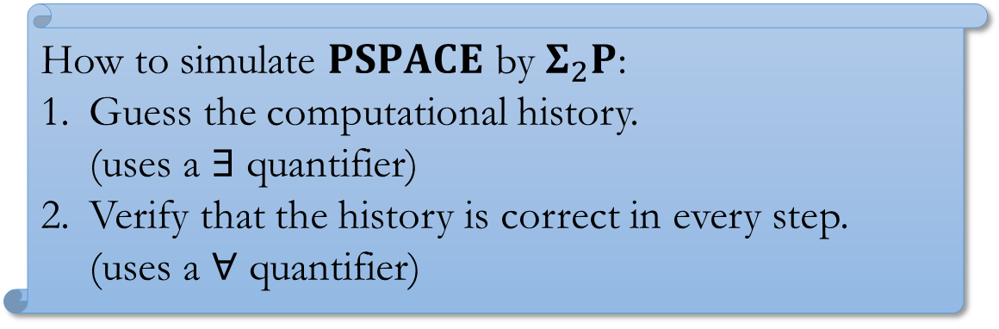 How to simulate PSPACE by Σ₂P:
1. Guess the computational history.
(uses a ∃ quantifier)
2. Verify that the history is correct in every step.
(uses a ∀ quantifier)